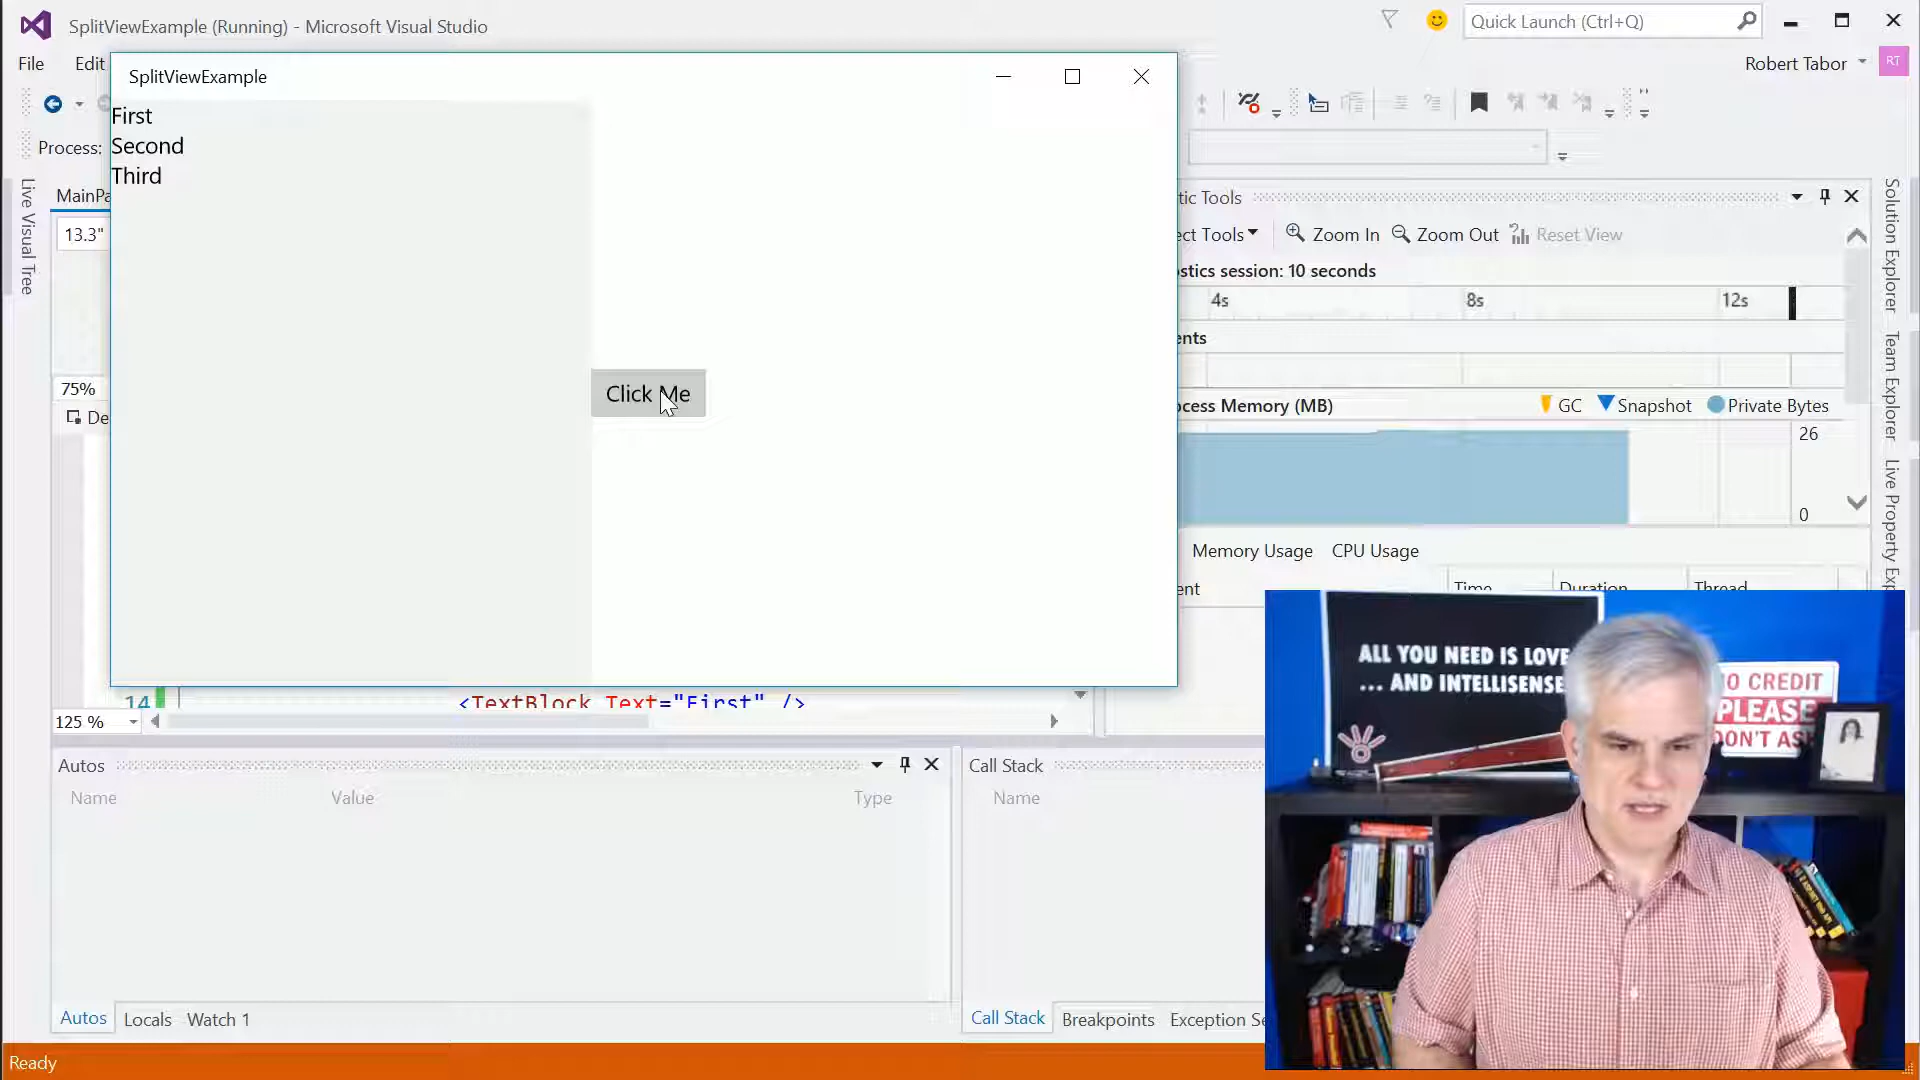 SplitViewExample (Running) - Microsoft Visual Studio
Quick Launch (Ctrl+Q)
File
Edit
Robert Tabor
RT
SplitViewExample
First
Second
Third
Click Me
Process:
MainPa
13.3"
75%
De
Live Visual Tree
tic Tools
ect Tools
Zoom In
Zoom Out
Reset View
stics session: 10 seconds
4s
8s
12s
ents
ocess Memory (MB)
GC
Snapshot
Private Bytes
26
0
Memory Usage
CPU Usage
ent
Time
Duration
Thread
Solution Explorer
Team Explorer
Live Property Exp
14
<TextBlock Text="First" />
125 %
Autos
Name
Value
Type
Call Stack
Name
Autos
Locals
Watch 1
Call Stack
Breakpoints
Exception Se
Ready
ALL YOU NEED IS LOVE
... AND INTELLISENSE
O CREDIT
PLEASE
DON'T AS